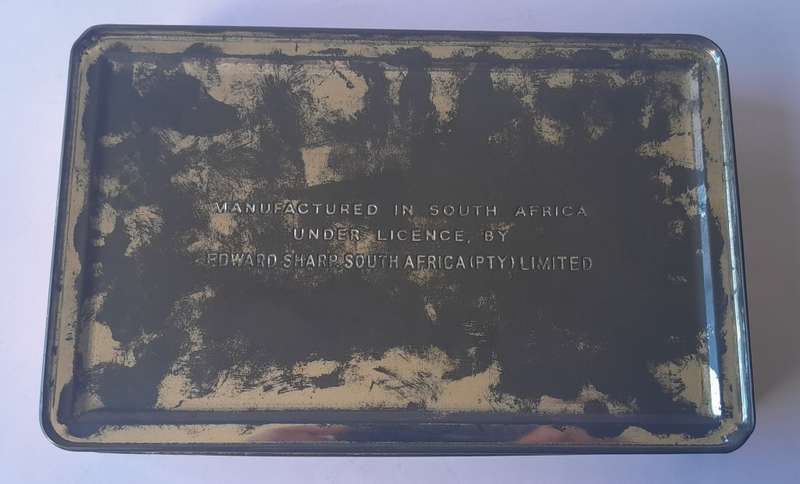 MANUFACTURED IN SOUTH AFRICA
UNDER LICENCE, BY
EDWARD SHARP. SOUTH AFRICA (PTY) LIMITED